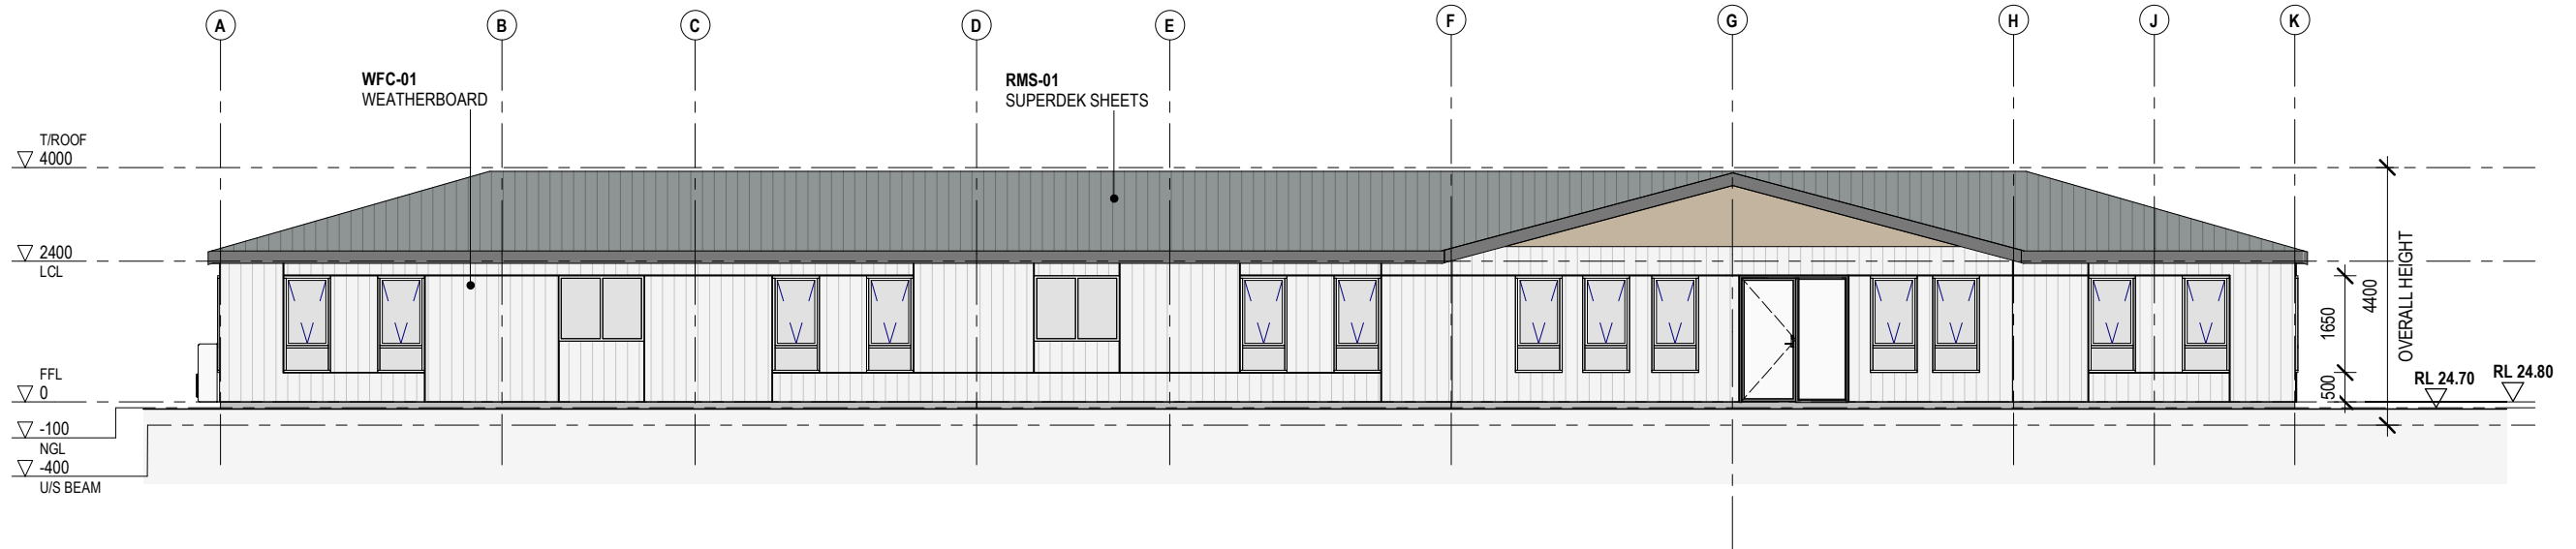 A B C D E F G H J K
WFC-01
WEATHERBOARD
RMS-01
SUPERDEK SHEETS
T/ROOF
4000
2400
LCL
FFL
0
-100
NGL
-400
U/S BEAM
1650
500
4400
OVERALL HEIGHT
RL 24.70
RL 24.80